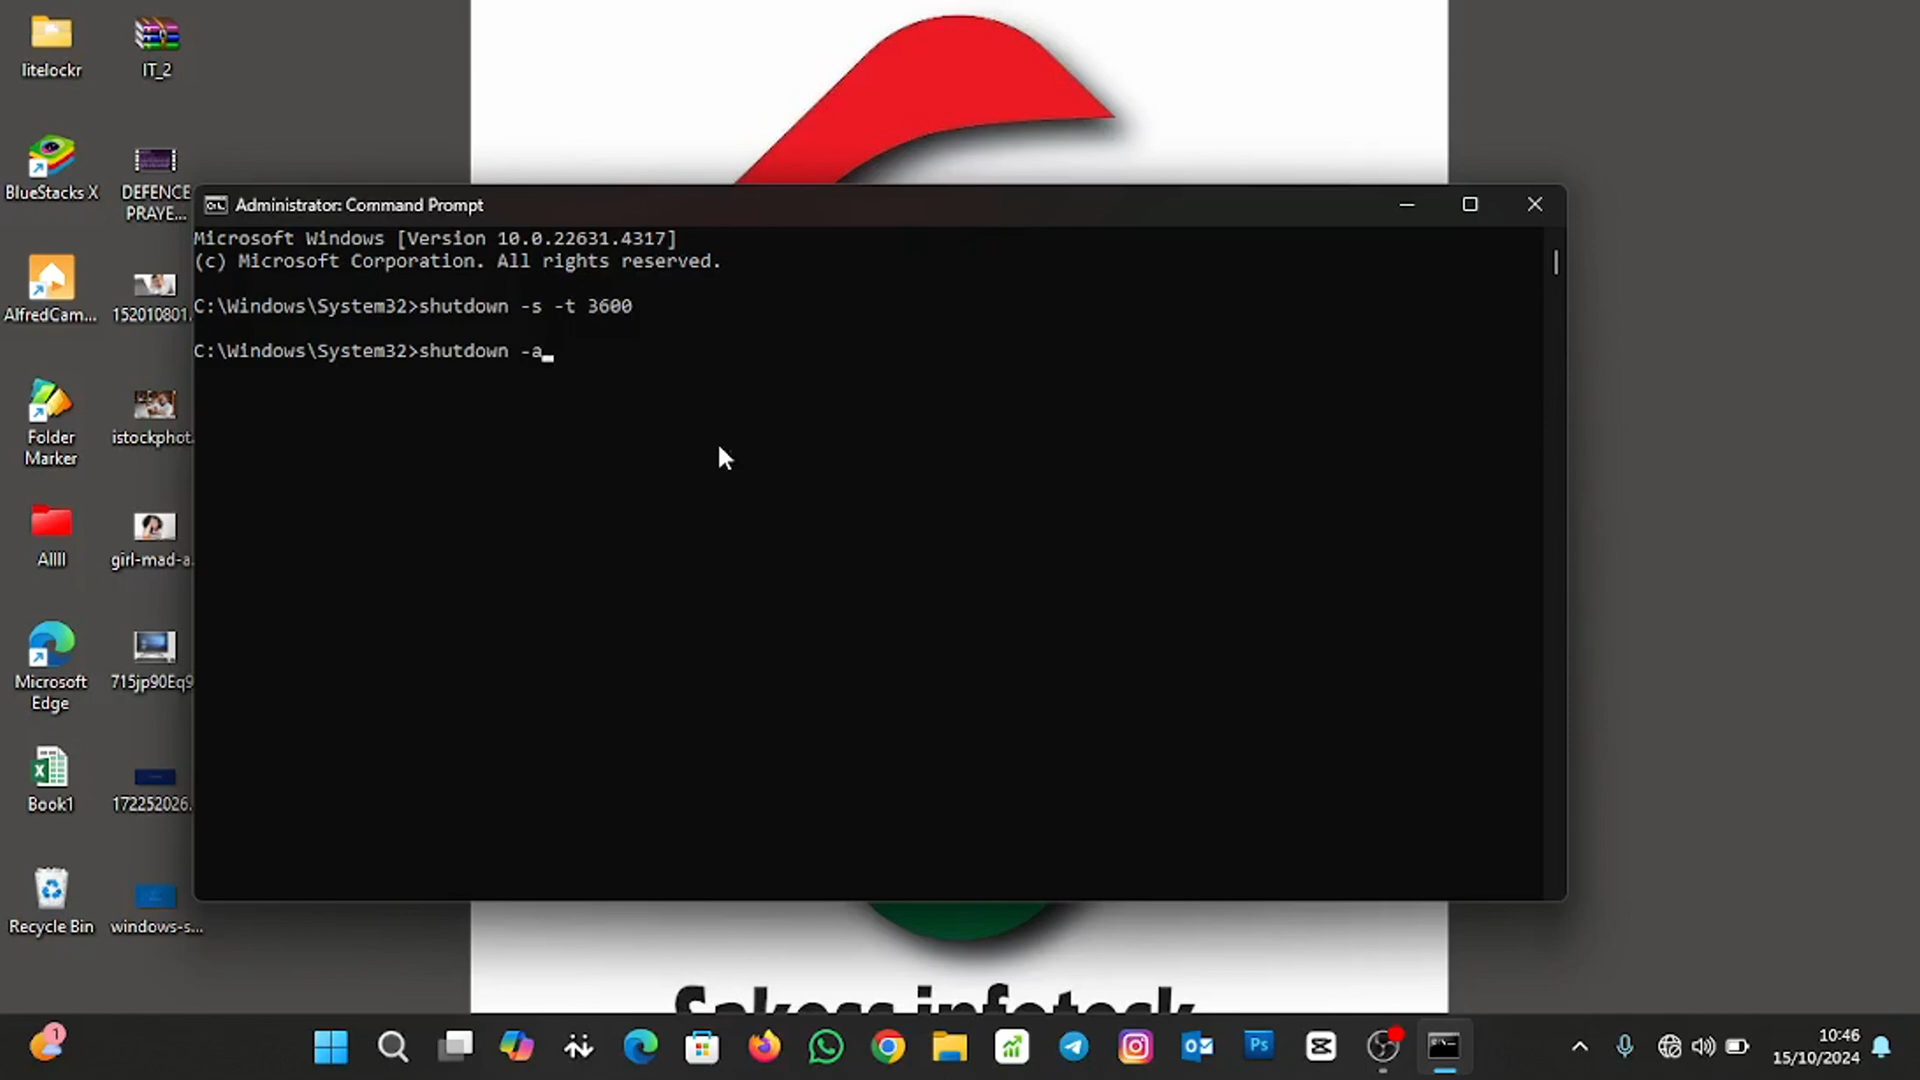 litelockr
IT_2
BlueStacks X
DEFENCE
PRAYE...
AlfredCam...
152010801.
Folder
Marker
istockphot.
Allll
girl-mad-a.
Microsoft
Edge
715jp90Eq9
Book1
172252026.
Recycle Bin
windows-s...
Administrator: Command Prompt
Microsoft Windows [Version 10.0.22631.4317]
(c) Microsoft Corporation. All rights reserved.
C:\Windows\System32>shutdown -s -t 3600
C:\Windows\System32>shutdown -a
1
Ps
10:46
15/10/2024